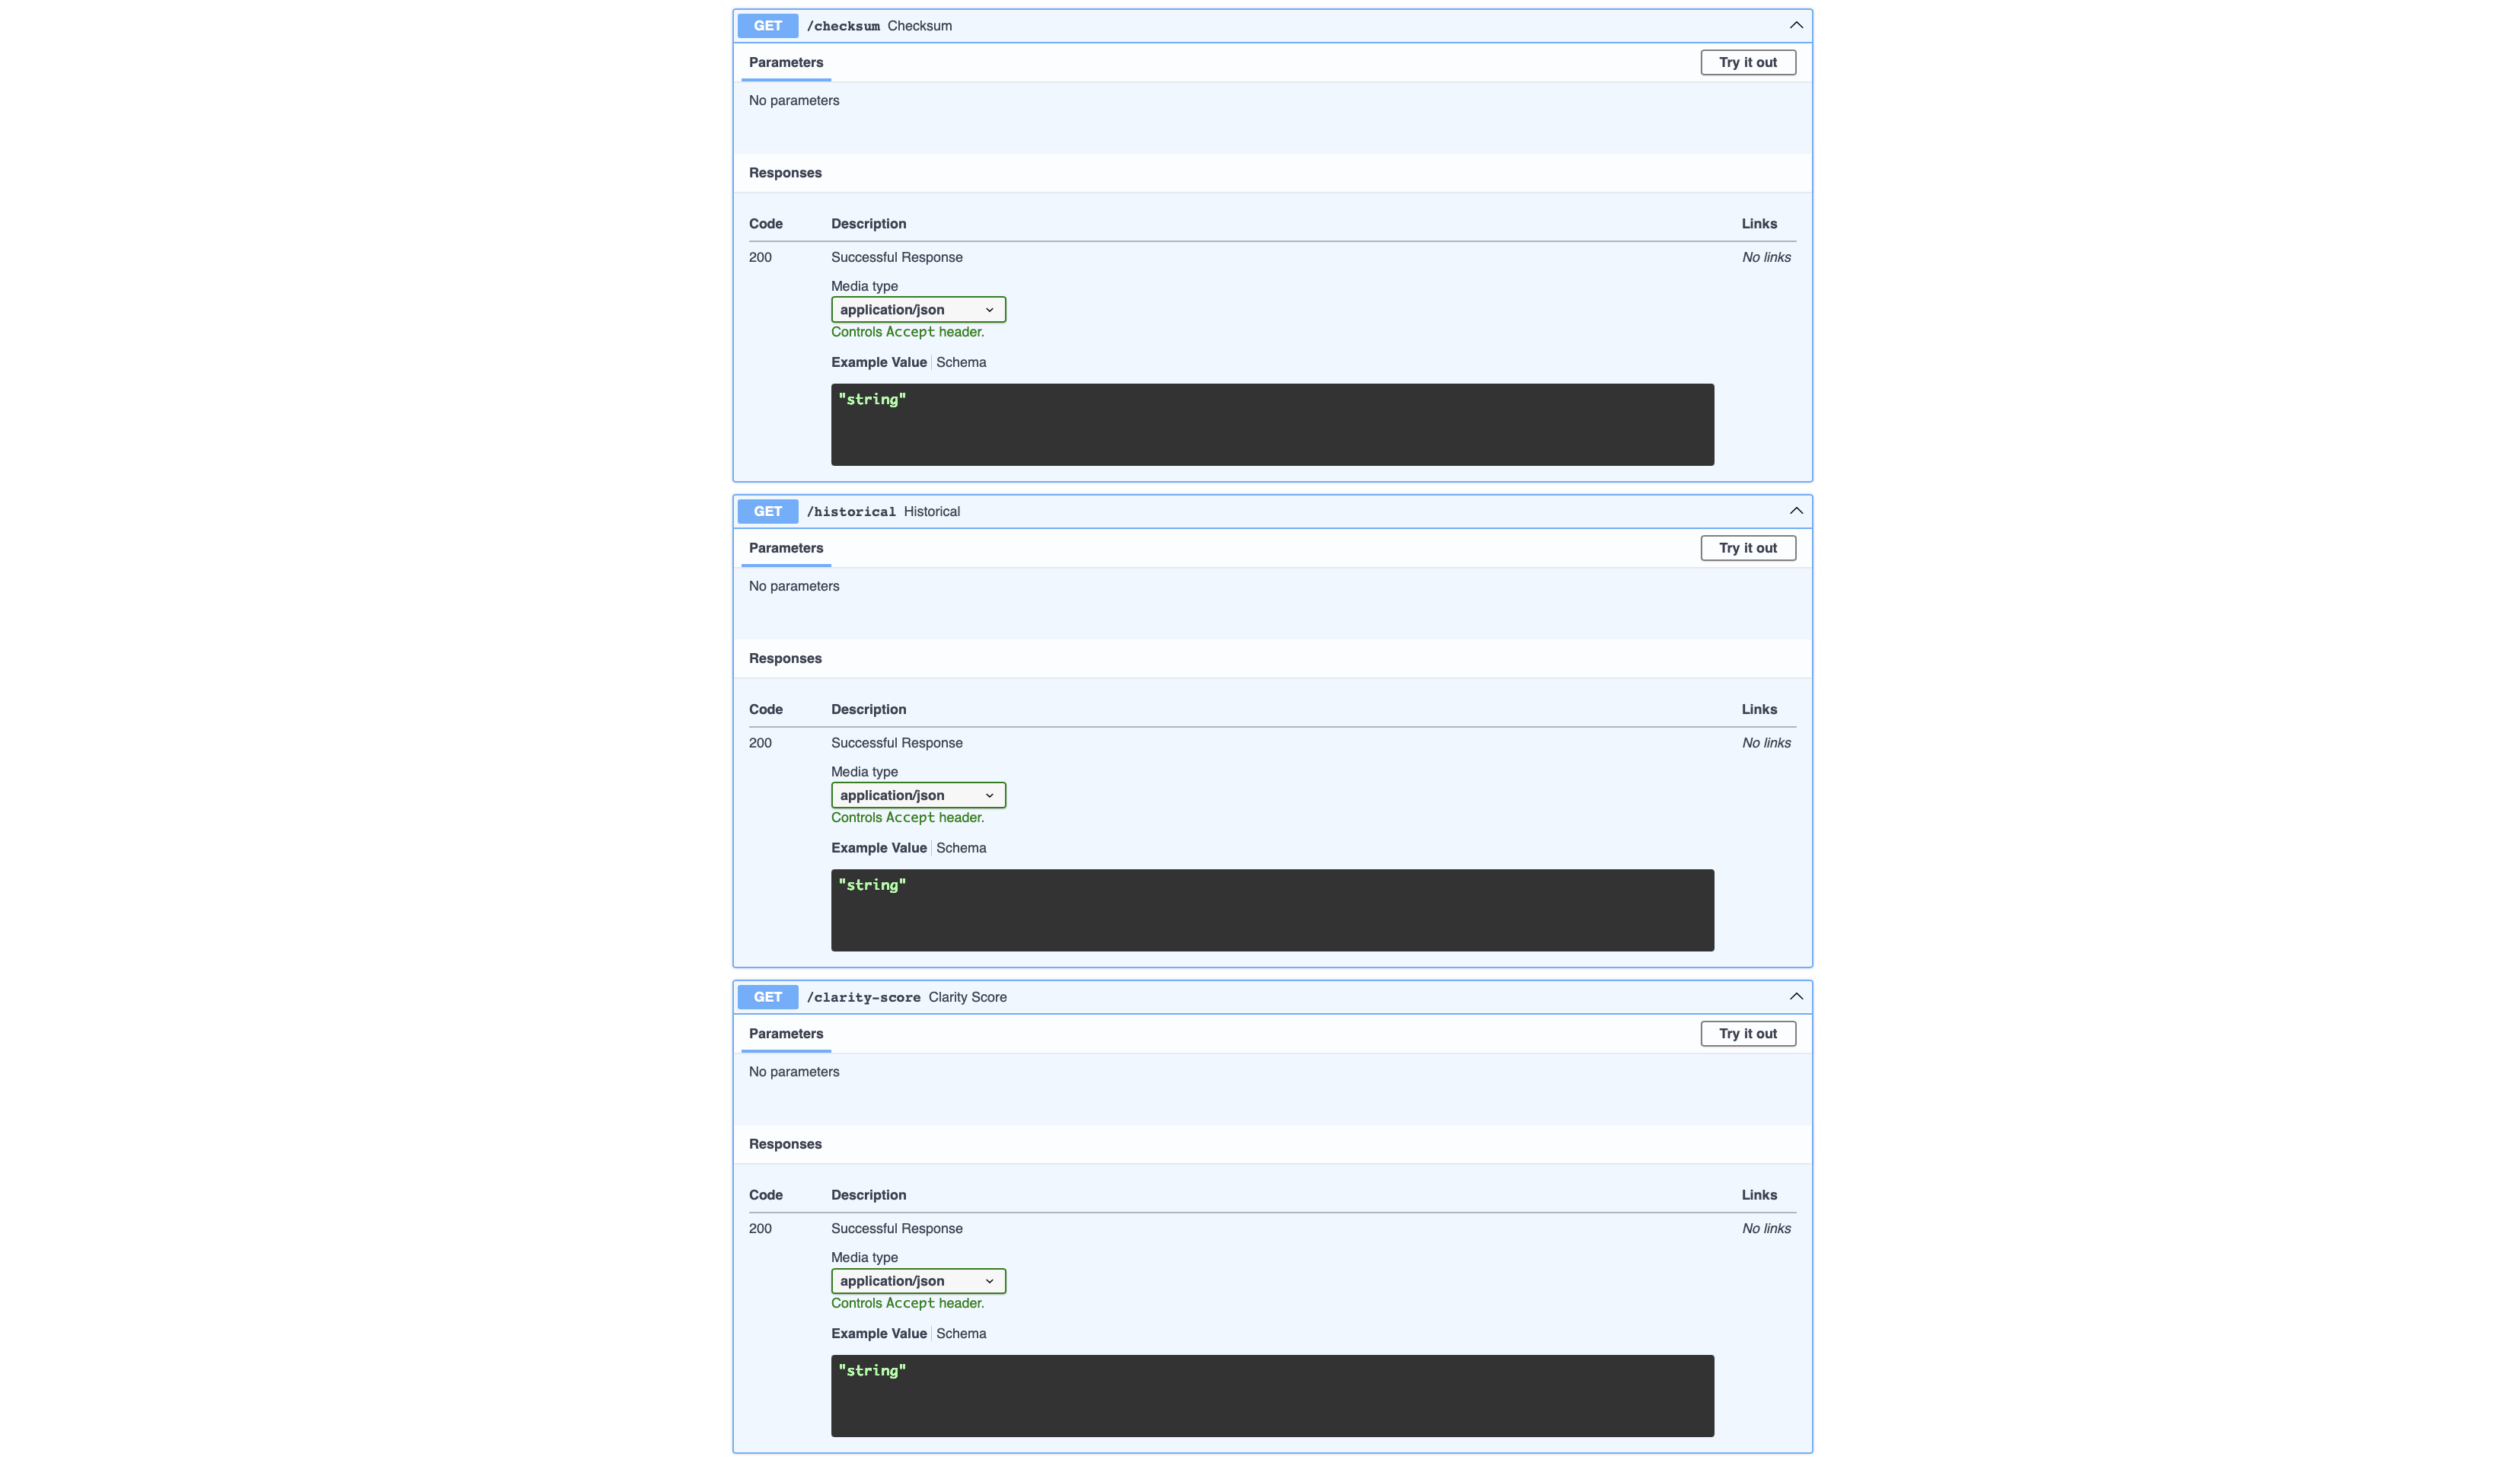 GET /checksum Checksum
Parameters Try it out
No parameters
Responses
Code Description Links
200 Successful Response No links
Media type
application/json
Controls Accept header.
Example Value Schema
"string"
GET /historical Historical
Parameters Try it out
No parameters
Responses
Code Description Links
200 Successful Response No links
Media type
application/json
Controls Accept header.
Example Value Schema
"string"
GET /clarity-score Clarity Score
Parameters Try it out
No parameters
Responses
Code Description Links
200 Successful Response No links
Media type
application/json
Controls Accept header.
Example Value Schema
"string"